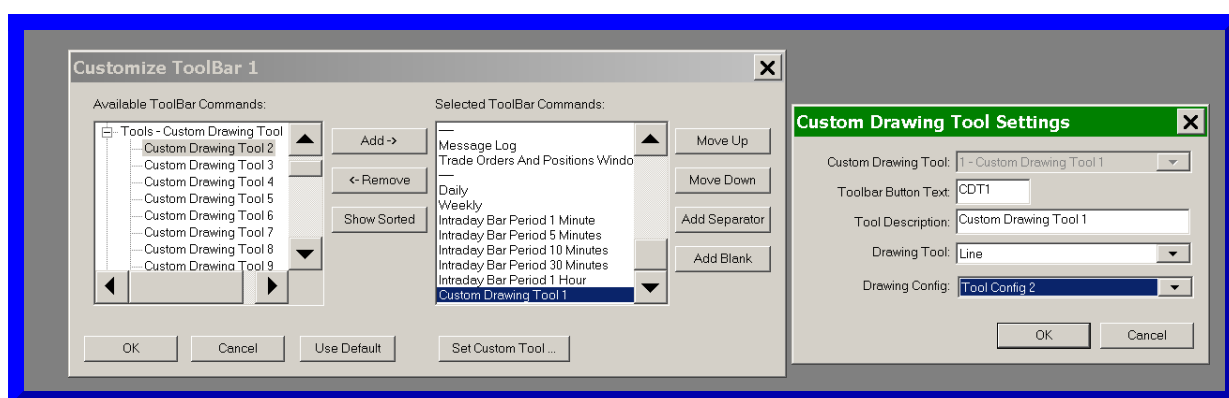 Customize ToolBar 1
Available ToolBar Commands:
Tools - Custom Drawing Tool
Custom Drawing Tool 2
Custom Drawing Tool 3
Custom Drawing Tool 4
Custom Drawing Tool 5
Custom Drawing Tool 6
Custom Drawing Tool 7
Custom Drawing Tool 8
Custom Drawing Tool 9
Add ->
<- Remove
Show Sorted
Selected ToolBar Commands:
Message Log
Trade Orders And Positions Windo
Daily
Weekly
Intraday Bar Period 1 Minute
Intraday Bar Period 5 Minutes
Intraday Bar Period 10 Minutes
Intraday Bar Period 30 Minutes
Intraday Bar Period 1 Hour
Custom Drawing Tool 1
Move Up
Move Down
Add Separator
Add Blank
OK
Cancel
Use Default
Set Custom Tool ...
Custom Drawing Tool Settings
Custom Drawing Tool: 1 - Custom Drawing Tool 1
Toolbar Button Text: CDT1
Tool Description: Custom Drawing Tool 1
Drawing Tool: Line
Drawing Config: Tool Config 2
OK
Cancel